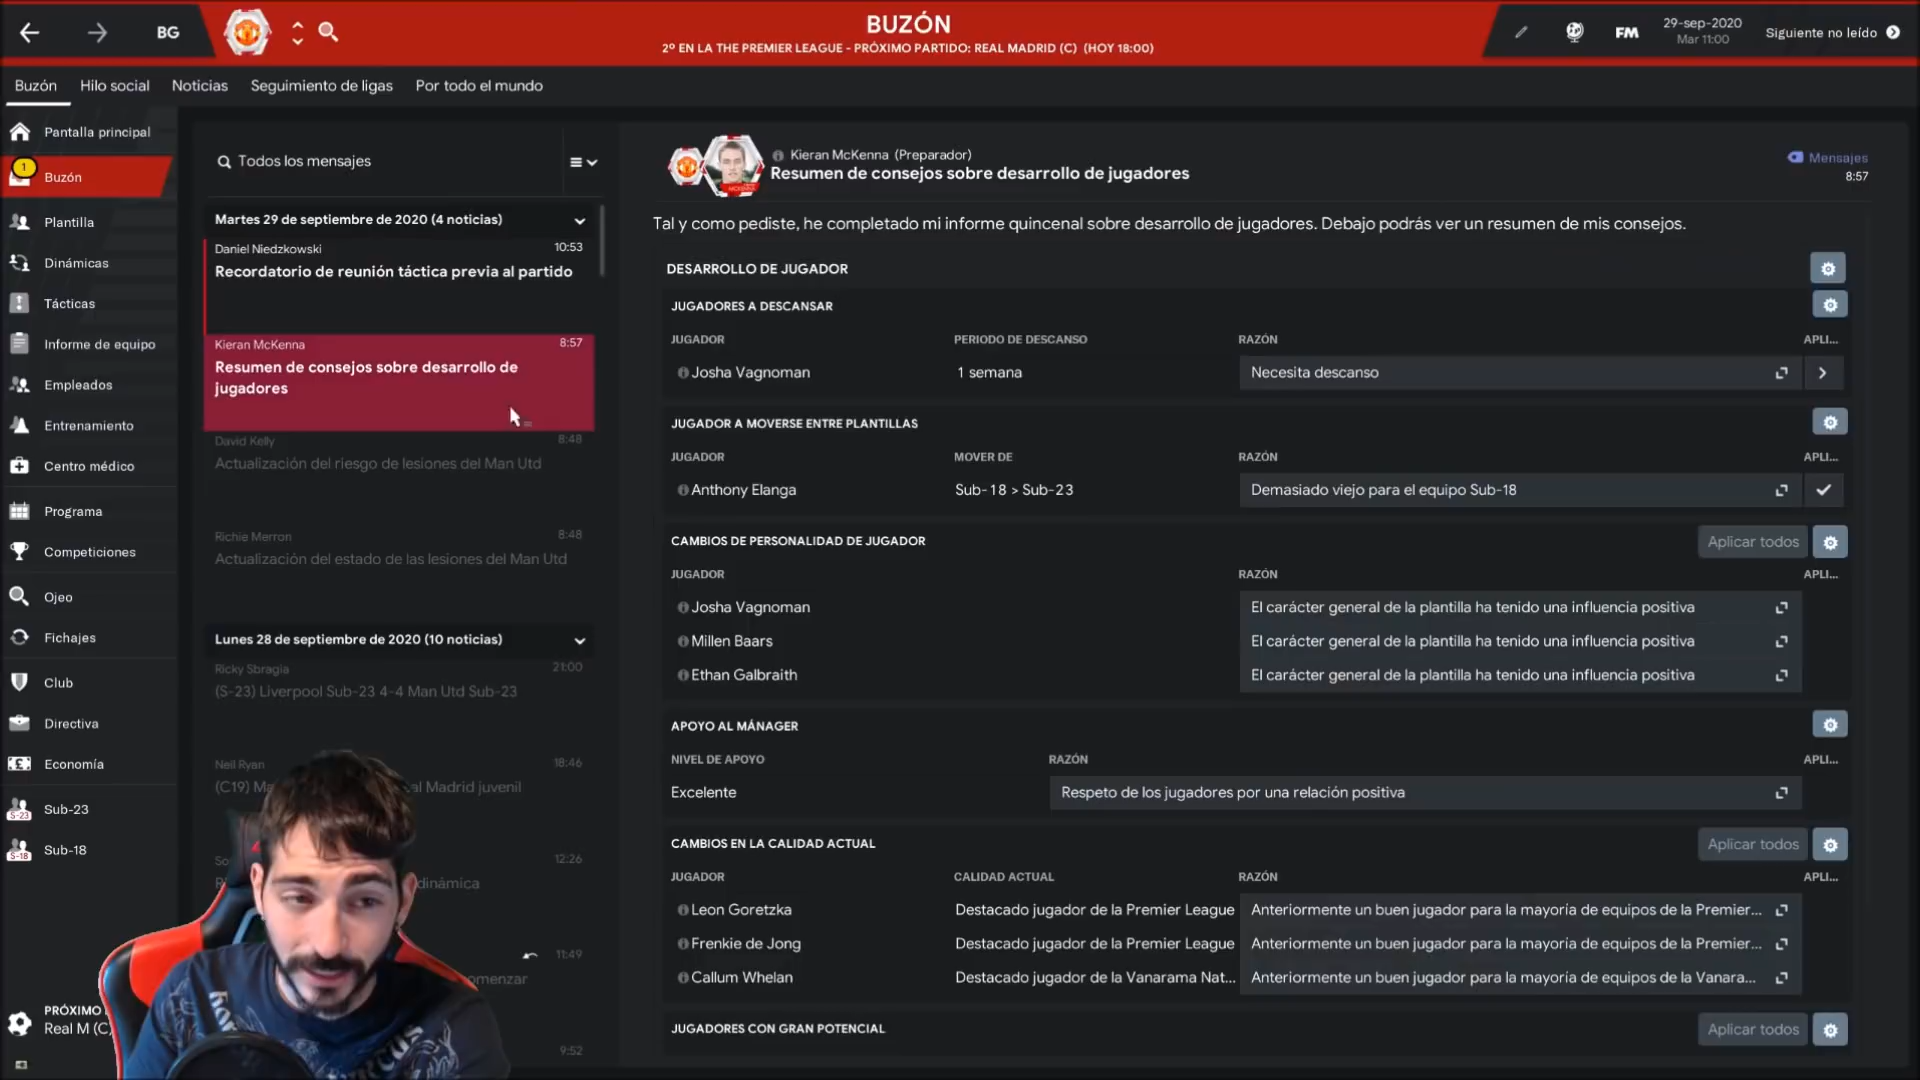 BG
BUZÓN
2º EN LA THE PREMIER LEAGUE - PRÓXIMO PARTIDO: REAL MADRID (C) (HOY 18:00)
FM
29-sep-2020
Mar 11:00
Siguiente no leído
Buzón
Hilo social
Noticias
Seguimiento de ligas
Por todo el mundo
Pantalla principal
1
Buzón
Plantilla
Dinámicas
Tácticas
Informe de equipo
Empleados
Entrenamiento
Centro médico
Programa
Competiciones
Ojeo
Fichajes
Club
Directiva
Economía
S-23
Sub-23
S-18
Sub-18
PRÓXIMO
Real M (C)
Todos los mensajes
Martes 29 de septiembre de 2020 (4 noticias)
Daniel Niedzkowski 10:53
Recordatorio de reunión táctica previa al partido
Kieran McKenna 8:57
Resumen de consejos sobre desarrollo de
jugadores
David Kelly 8:48
Actualización del riesgo de lesiones del Man Utd
Richie Merron 8:48
Actualización del estado de las lesiones del Man Utd
Lunes 28 de septiembre de 2020 (10 noticias)
Ricky Sbragia 21:00
(S-23) Liverpool Sub-23 4-4 Man Utd Sub-23
Neil Ryan 18:46
(C19) Madrid juvenil
12:26
dinámica
11:49
9:52
MCKENNA
Kieran McKenna (Preparador)
Resumen de consejos sobre desarrollo de jugadores
Mensajes
8:57
Tal y como pediste, he completado mi informe quincenal sobre desarrollo de jugadores. Debajo podrás ver un resumen de mis consejos.
DESARROLLO DE JUGADOR
JUGADORES A DESCANSAR
JUGADOR PERIODO DE DESCANSO RAZÓN APLI...
Josha Vagnoman 1 semana Necesita descanso
JUGADOR A MOVERSE ENTRE PLANTILLAS
JUGADOR MOVER DE RAZÓN APLI...
Anthony Elanga Sub-18 > Sub-23 Demasiado viejo para el equipo Sub-18
CAMBIOS DE PERSONALIDAD DE JUGADOR Aplicar todos
JUGADOR RAZÓN APLI...
Josha Vagnoman El carácter general de la plantilla ha tenido una influencia positiva
Millen Baars El carácter general de la plantilla ha tenido una influencia positiva
Ethan Galbraith El carácter general de la plantilla ha tenido una influencia positiva
APOYO AL MÁNAGER
NIVEL DE APOYO RAZÓN APLI...
Excelente Respeto de los jugadores por una relación positiva
CAMBIOS EN LA CALIDAD ACTUAL Aplicar todos
JUGADOR CALIDAD ACTUAL RAZÓN APLI...
Leon Goretzka Destacado jugador de la Premier League Anteriormente un buen jugador para la mayoría de equipos de la Premier...
Frenkie de Jong Destacado jugador de la Premier League Anteriormente un buen jugador para la mayoría de equipos de la Premier...
Callum Whelan Destacado jugador de la Vanarama Nat... Anteriormente un buen jugador para la mayoría de equipos de la Vanara...
JUGADORES CON GRAN POTENCIAL Aplicar todos